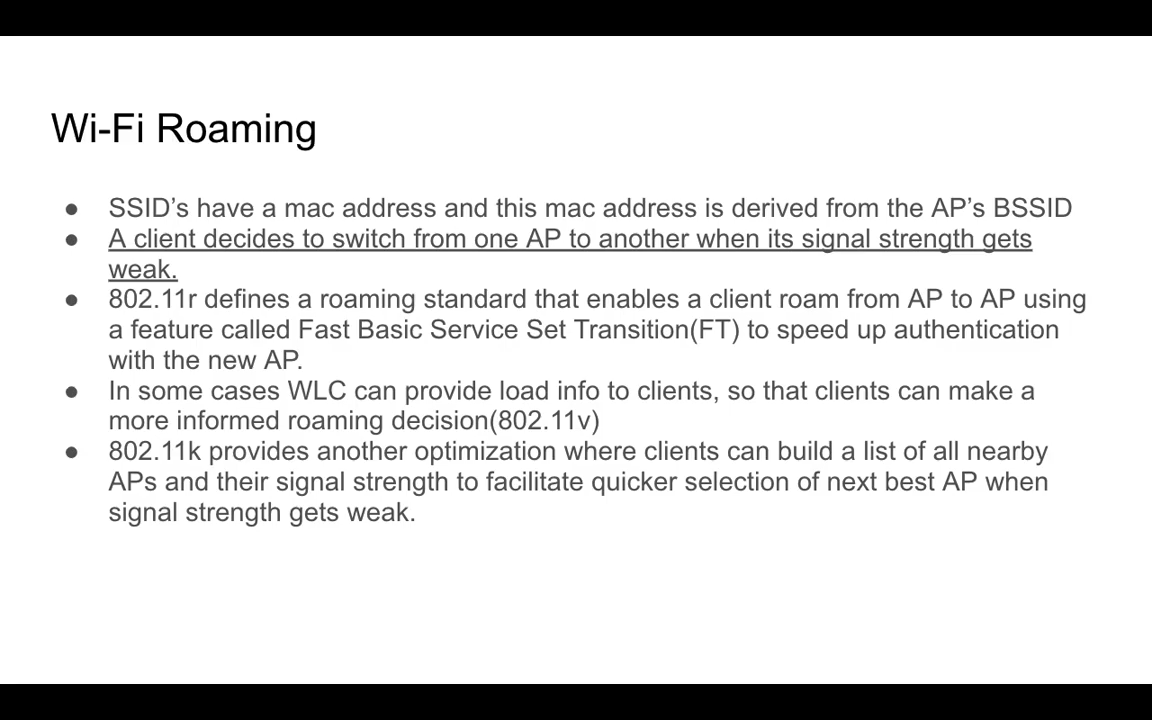 Wi-Fi Roaming
● SSID’s have a mac address and this mac address is derived from the AP’s BSSID
● A client decides to switch from one AP to another when its signal strength gets
weak.
● 802.11r defines a roaming standard that enables a client roam from AP to AP using
a feature called Fast Basic Service Set Transition(FT) to speed up authentication
with the new AP.
● In some cases WLC can provide load info to clients, so that clients can make a
more informed roaming decision(802.11v)
● 802.11k provides another optimization where clients can build a list of all nearby
APs and their signal strength to facilitate quicker selection of next best AP when
signal strength gets weak.